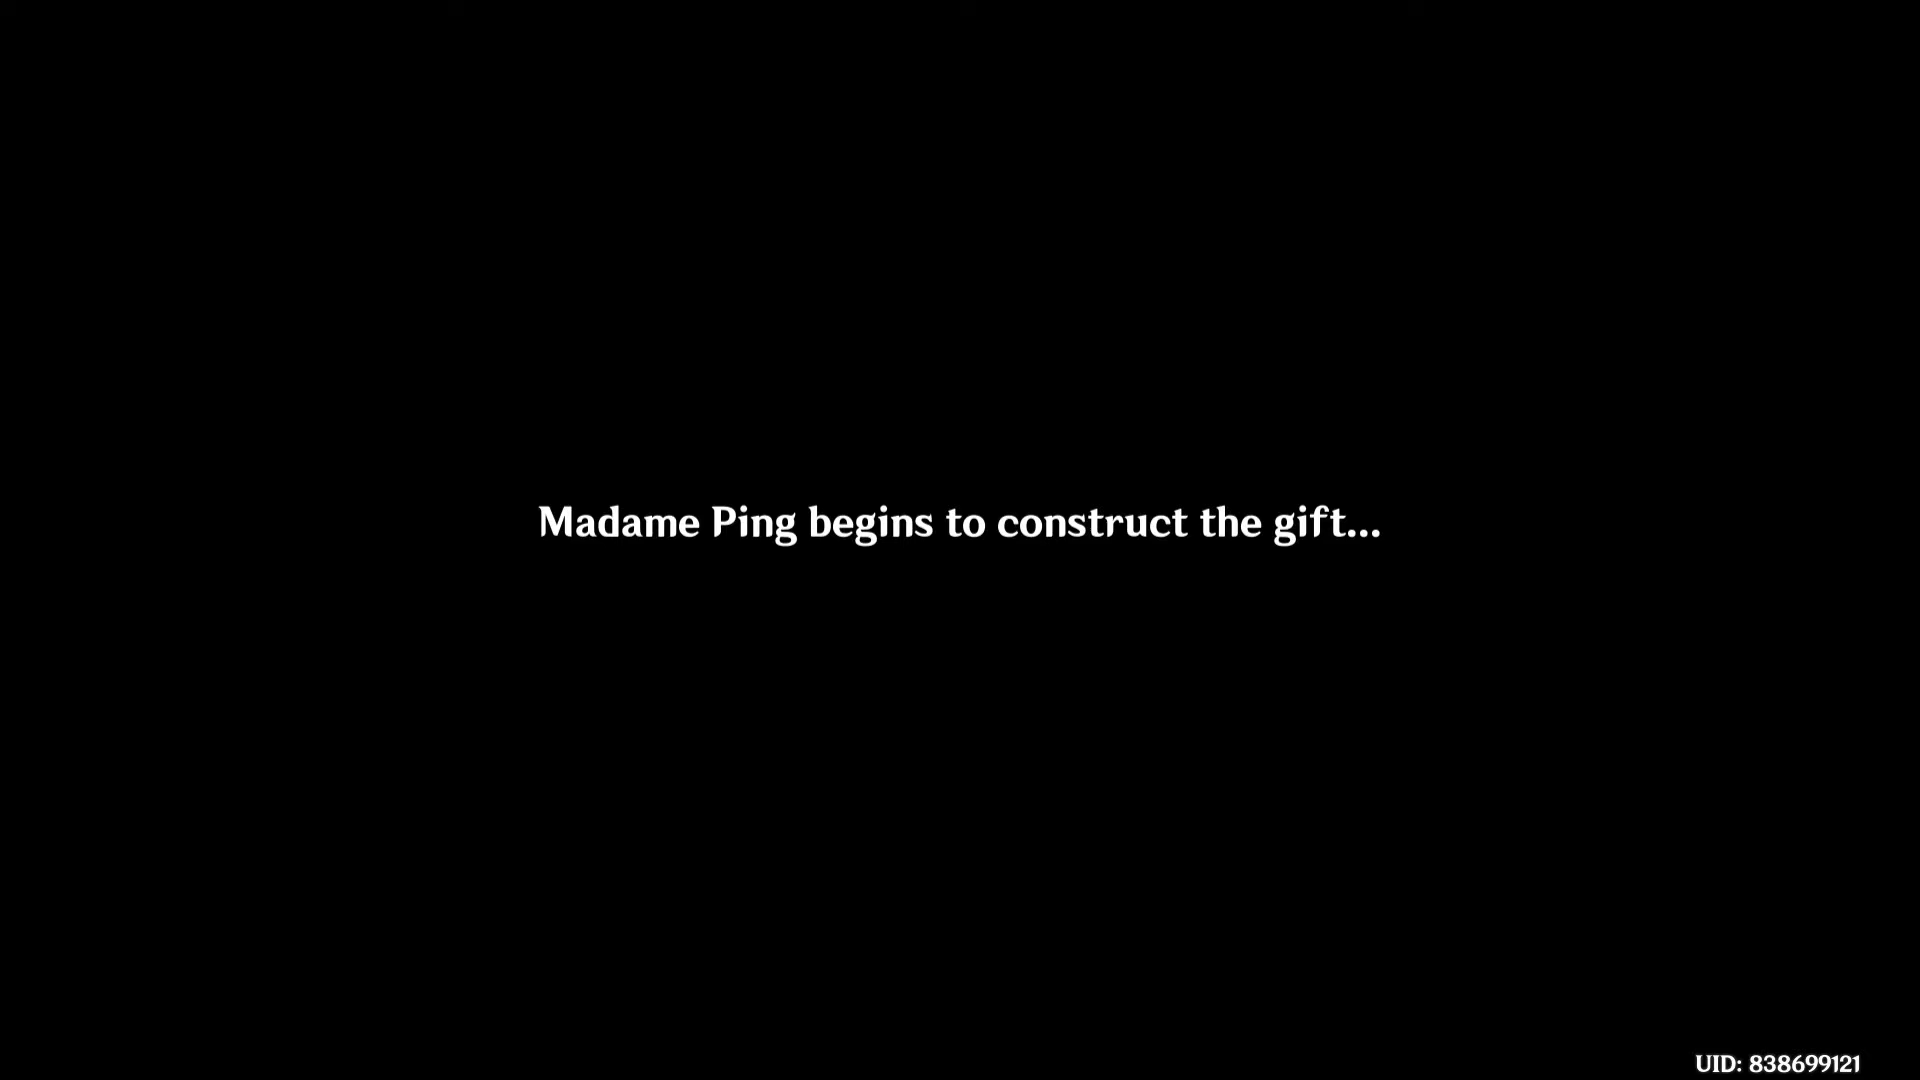 Madame Ping begins to construct the gift...
UID: 838699121